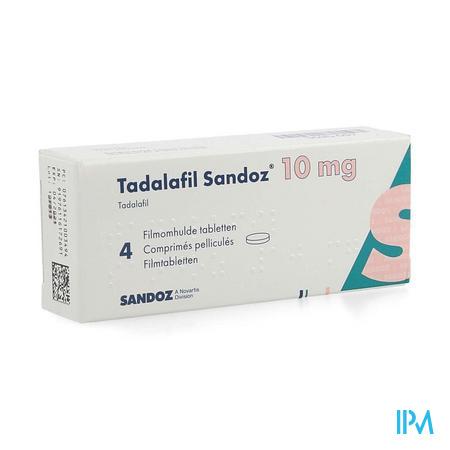 Tadalafil Sandoz® 10 mg
Tadalafil
4
Filmomhulde tabletten
Comprimés pelliculés
Filmtabletten
SANDOZ
A Novartis
Division
IPM